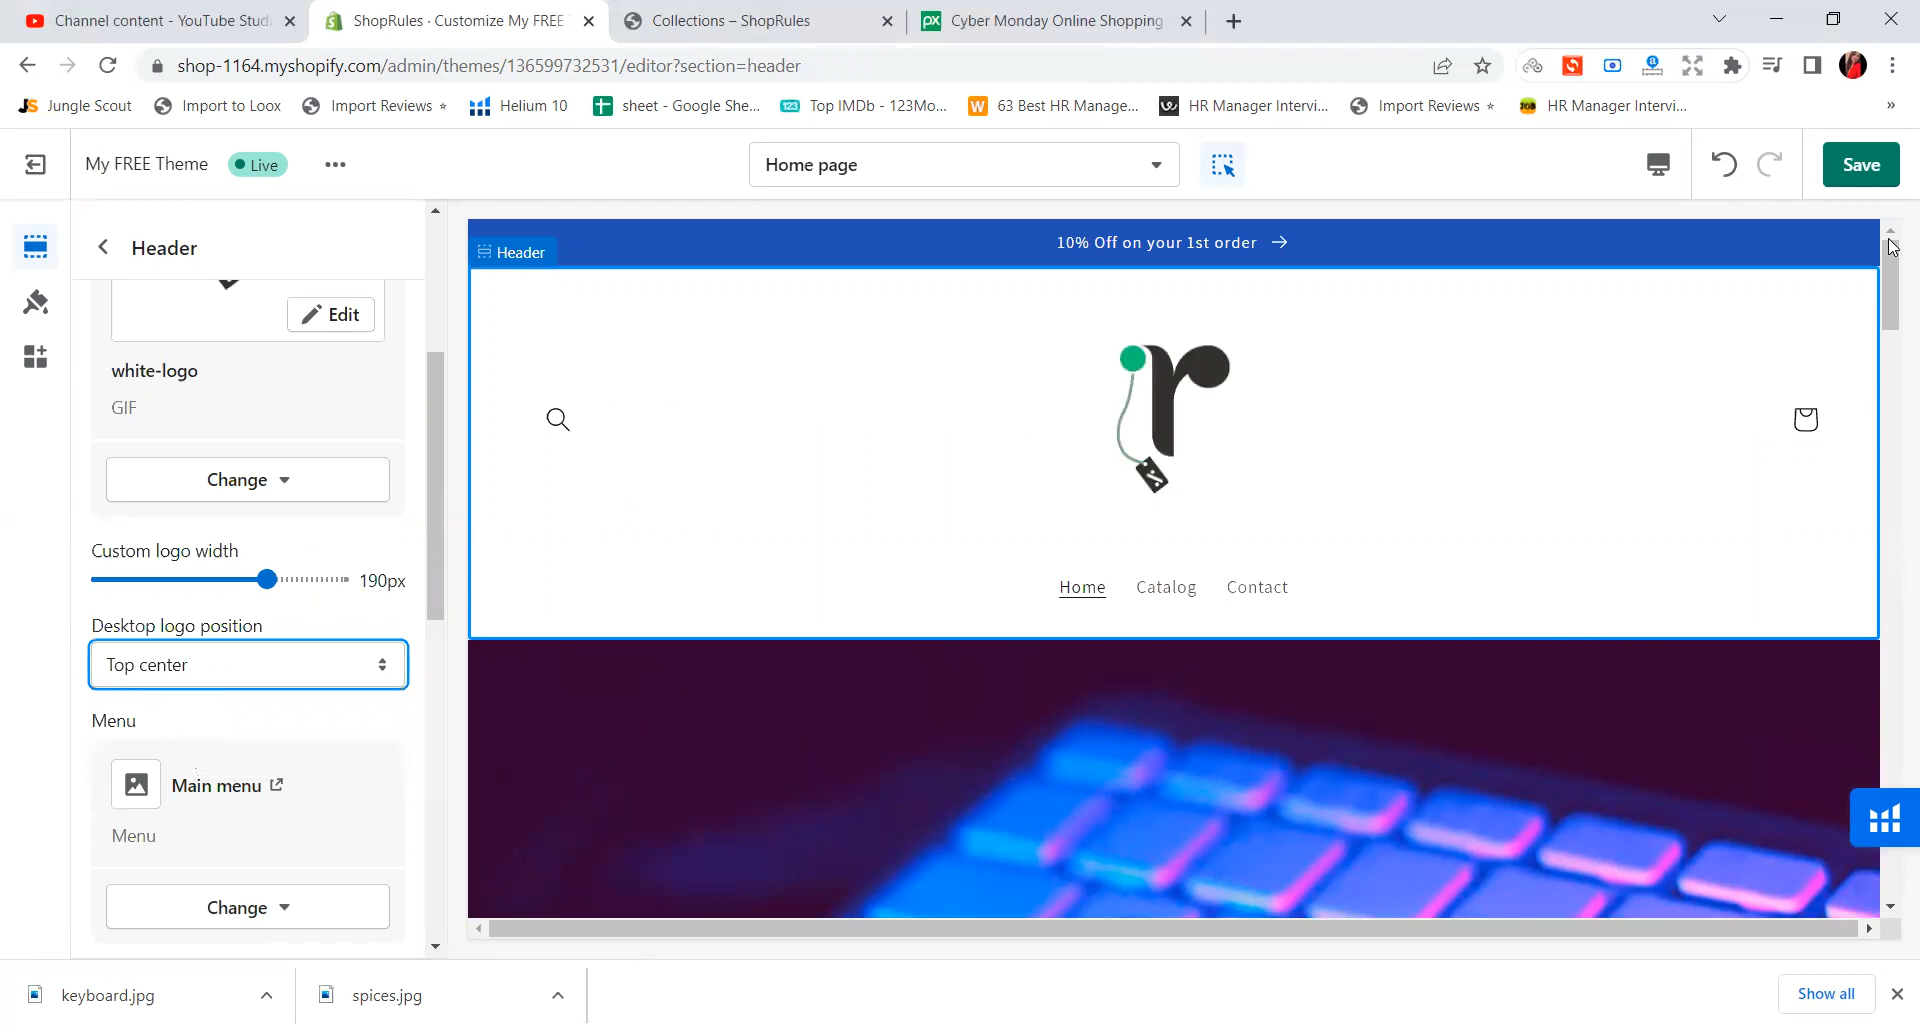 Channel content - YouTube Stud
ShopRules · Customize My FREE
Collections – ShopRules
Cyber Monday Online Shopping
shop-1164.myshopify.com/admin/themes/136599732531/editor?section=header
JS Jungle Scout
Import to Loox
Import Reviews ★
Helium 10
sheet - Google She...
123 Top IMDb - 123Mo...
W 63 Best HR Manage...
HR Manager Intervi...
Import Reviews ★
JOB HR Manager Intervi...
»
My FREE Theme
Live
Home page
Save
Header
Edit
white-logo
GIF
Change
Custom logo width
190px
Desktop logo position
Top center
Menu
Main menu
Menu
Change
10% Off on your 1st order →
Header
r
Home Catalog Contact
keyboard.jpg
spices.jpg
Show all